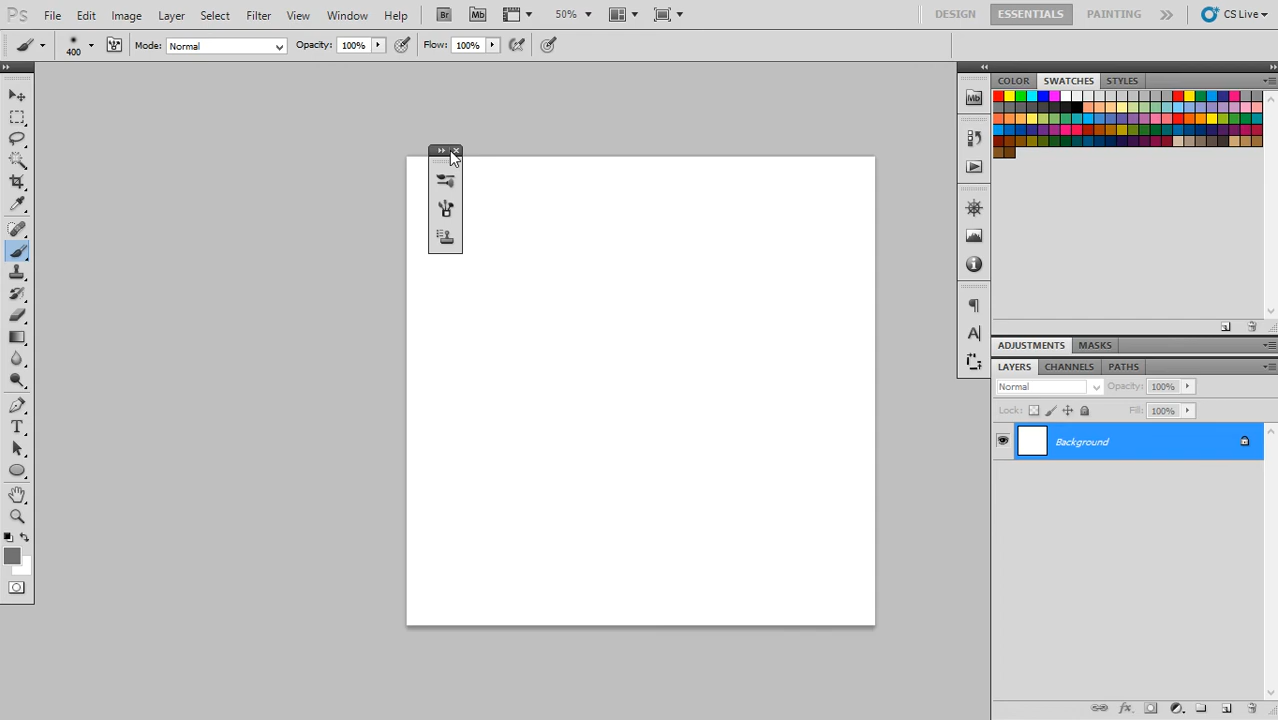 Ps File Edit Image Layer Select Filter View Window Help Br Mb 50% DESIGN ESSENTIALS PAINTING CS Live
400 Mode: Normal Opacity: 100% Flow: 100%
Mb COLOR SWATCHES STYLES
ADJUSTMENTS MASKS
LAYERS CHANNELS PATHS
Normal Opacity: 100%
Lock: Fill: 100%
Background